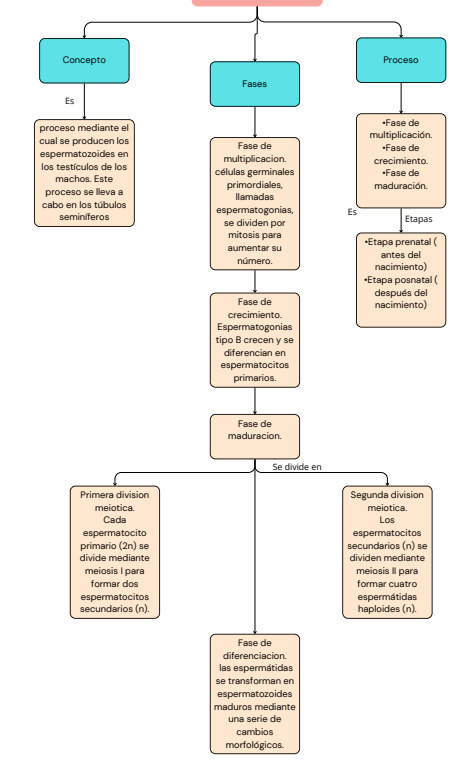 Concepto
Es
proceso mediante el
cual se producen los
espermatozoides en
los testículos de los
machos. Este
proceso se lleva a
cabo en los túbulos
seminíferos
Fases
Fase de
multiplicacion.
células germinales
primordiales,
llamadas
espermatogonias,
se dividen por
mitosis para
aumentar su
número.
Fase de
crecimiento.
Espermatogonias
tipo B crecen y se
diferencian en
espermatocitos
primarios.
Fase de
maduracion.
Se divide en
Primera division
meiotica.
Cada
espermatocito
primario (2n) se
divide mediante
meiosis I para
formar dos
espermatocitos
secundarios (n).
Segunda division
meiotica.
Los
espermatocitos
secundarios (n) se
dividen mediante
meiosis II para
formar cuatro
espermátidas
haploides (n).
Fase de
diferenciacion.
las espermátidas
se transforman en
espermatozoides
maduros mediante
una serie de
cambios
morfológicos.
Proceso
•Fase de
multiplicación.
•Fase de
crecimiento.
•Fase de
maduración.
Es
Etapas
•Etapa prenatal (
antes del
nacimiento)
•Etapa posnatal (
después del
nacimiento)